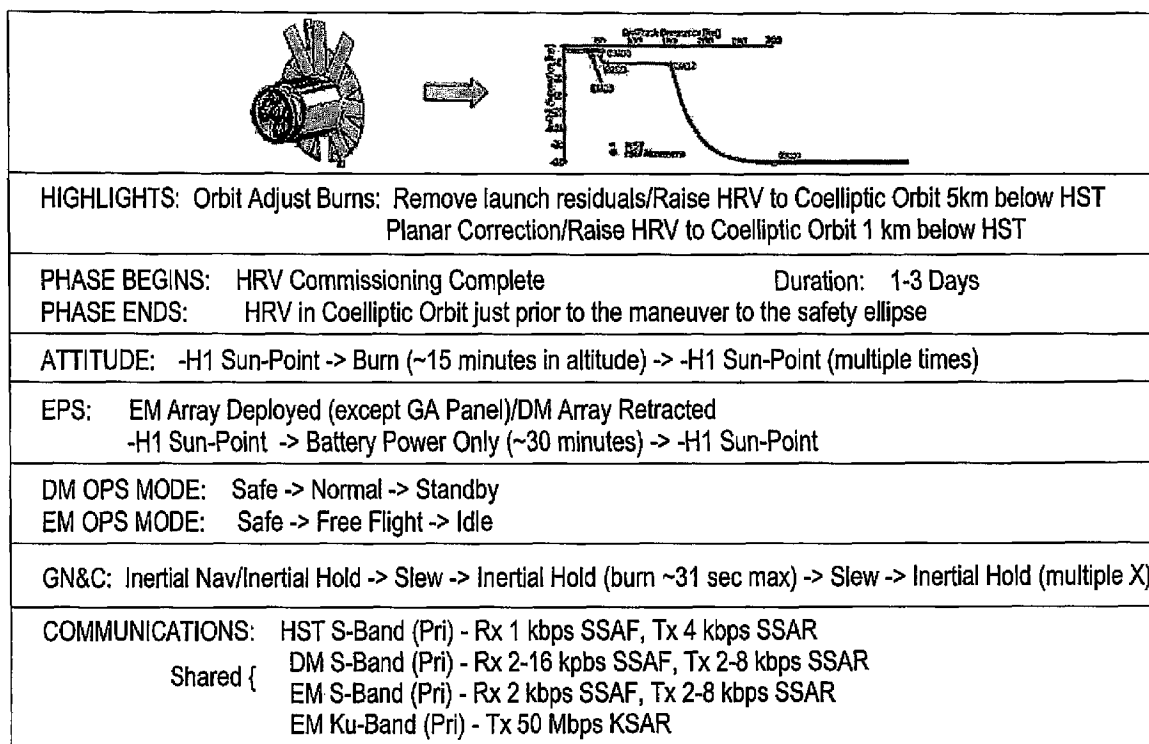 200
HIGHLIGHTS: Orbit Adjust Burns: Remove launch residuals/Raise HRV to Coelliptic Orbit 5km below HST
Planar Correction/Raise HRV to Coelliptic Orbit 1 km below HST
PHASE BEGINS: HRV Commissioning Complete Duration: 1-3 Days
PHASE ENDS: HRV in Coelliptic Orbit just prior to the maneuver to the safety ellipse
ATTITUDE: -H1 Sun-Point -> Burn (~15 minutes in altitude) -> -H1 Sun-Point (multiple times)
EPS: EM Array Deployed (except GA Panel)/DM Array Retracted
-H1 Sun-Point -> Battery Power Only (~30 minutes) -> -H1 Sun-Point
DM OPS MODE: Safe -> Normal -> Standby
EM OPS MODE: Safe -> Free Flight -> Idle
GN&C: Inertial Nav/Inertial Hold -> Slew -> Inertial Hold (burn ~31 sec max) -> Slew -> Inertial Hold (multiple X)
COMMUNICATIONS: HST S-Band (Pri) - Rx 1 kbps SSAF, Tx 4 kbps SSAR
Shared { DM S-Band (Pri) - Rx 2-16 kpbs SSAF, Tx 2-8 kbps SSAR
EM S-Band (Pri) - Rx 2 kbps SSAF, Tx 2-8 kbps SSAR
EM Ku-Band (Pri) - Tx 50 Mbps KSAR